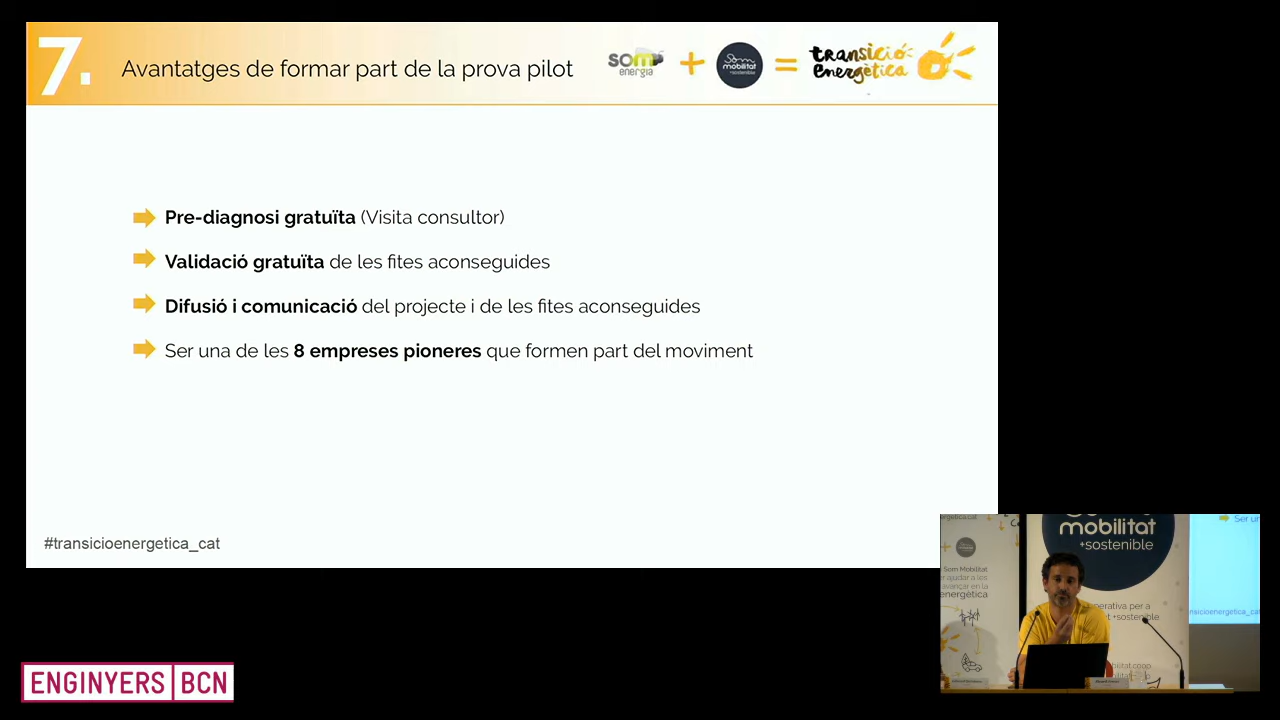 7.
Avantatges de formar part de la prova pilot
som energia + Som mobilitat +sostenible = transició energètica
Pre-diagnosi gratuïta (Visita consultor)
Validació gratuïta de les fites aconseguides
Difusió i comunicació del projecte i de les fites aconseguides
Ser una de les 8 empreses pioneres que formen part del moviment
#transicioenergetica_cat
mobilitat
+sostenible
Som Mobilitat
energètica
ENGINYERS BCN